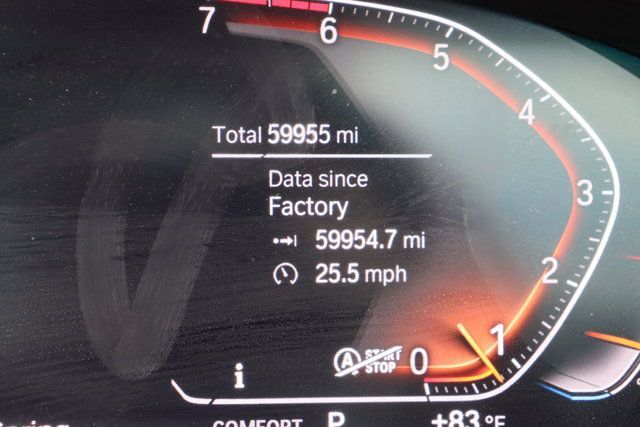 7
6
5
4
3
2
1
0
Total 59955 mi
Data since
Factory
59954.7 mi
25.5 mph
A START
STOP
i
COMFORT P +83 °F